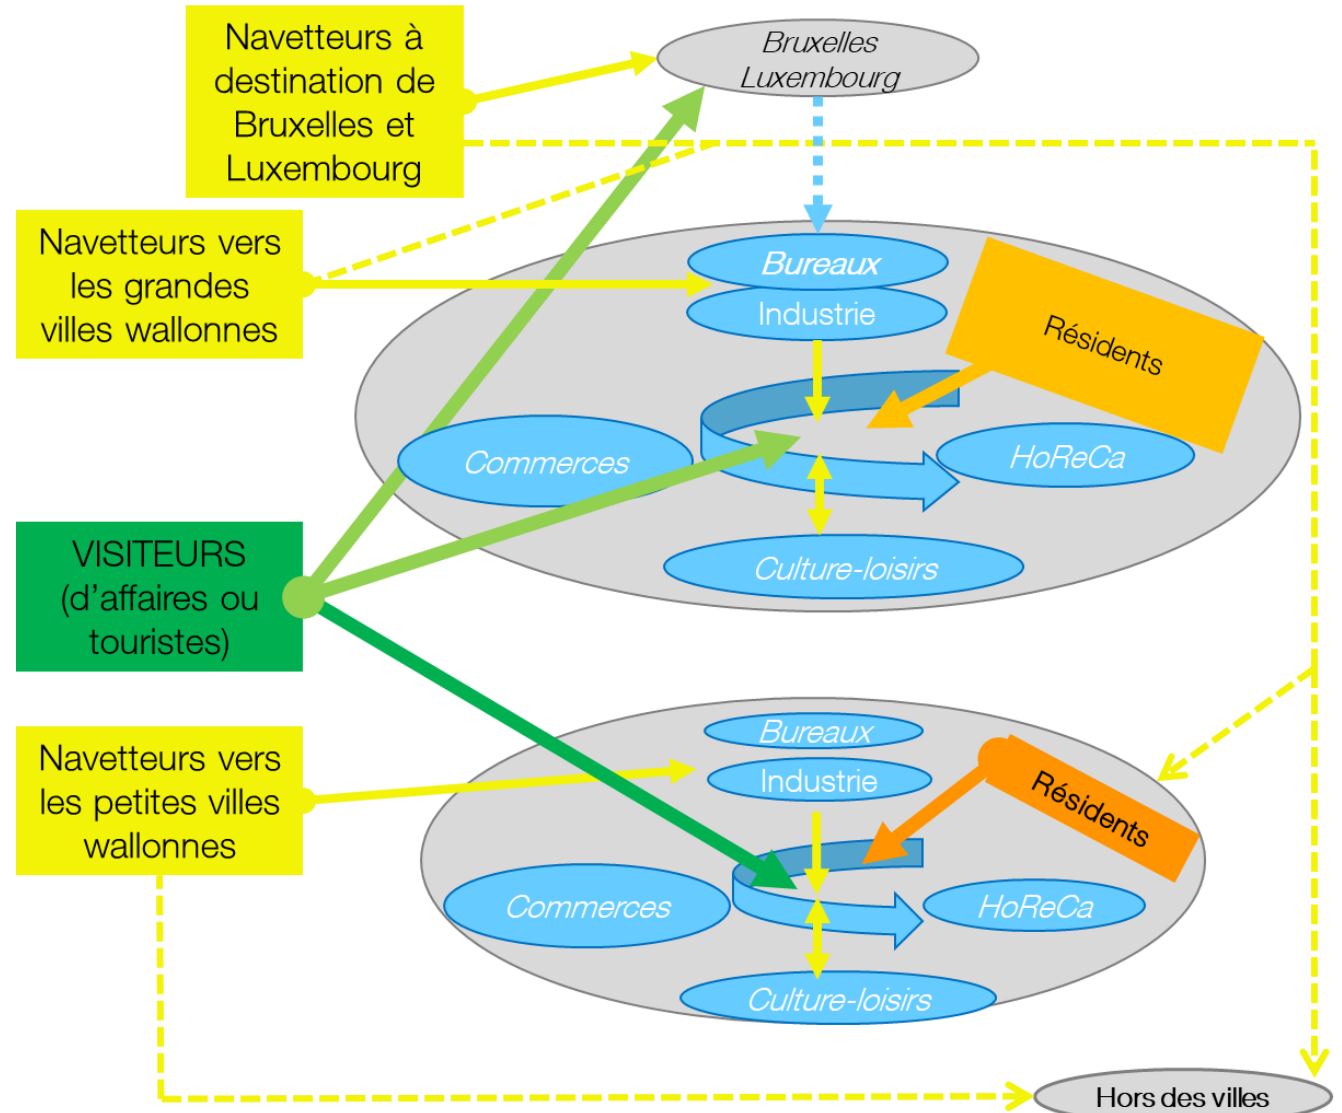 Navetteurs à
destination de
Bruxelles et
Luxembourg
Bruxelles
Luxembourg
Navetteurs vers
les grandes
villes wallonnes
Bureaux
Industrie
Résidents
Commerces
HoReCa
Culture-loisirs
VISITEURS
(d’affaires ou
touristes)
Navetteurs vers
les petites villes
wallonnes
Bureaux
Industrie
Résidents
Commerces
HoReCa
Culture-loisirs
Hors des villes